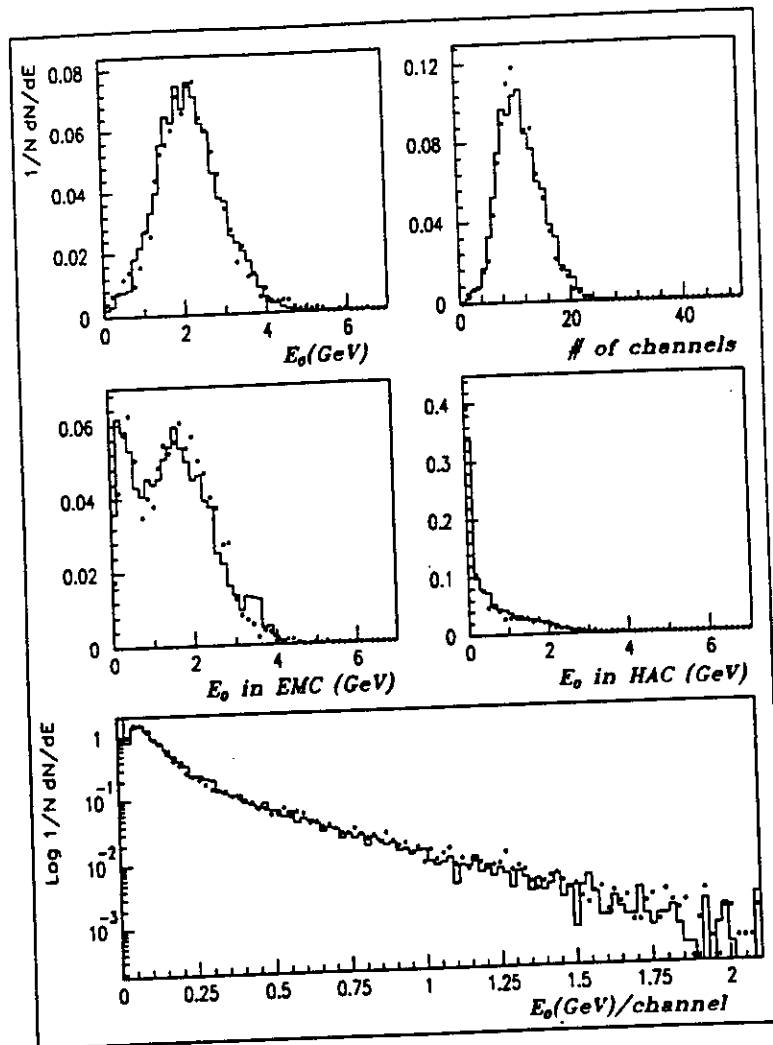 1/N dN/dE
0.08
0.06
0.04
0.02
0
0 2 4 6
E₀(GeV)
0.12
0.08
0.04
0
0 10 20 40
# of channels
0.06
0.04
0.02
0
0 2 4 6
E₀ in EMC (GeV)
0.4
0.3
0.2
0.1
0
0 2 4 6
E₀ in HAC (GeV)
Log 1/N dN/dE
1
10⁻¹
10⁻²
10⁻³
0 0.25 0.5 0.75 1 1.25 1.5 1.75 2
E₀(GeV)/channel